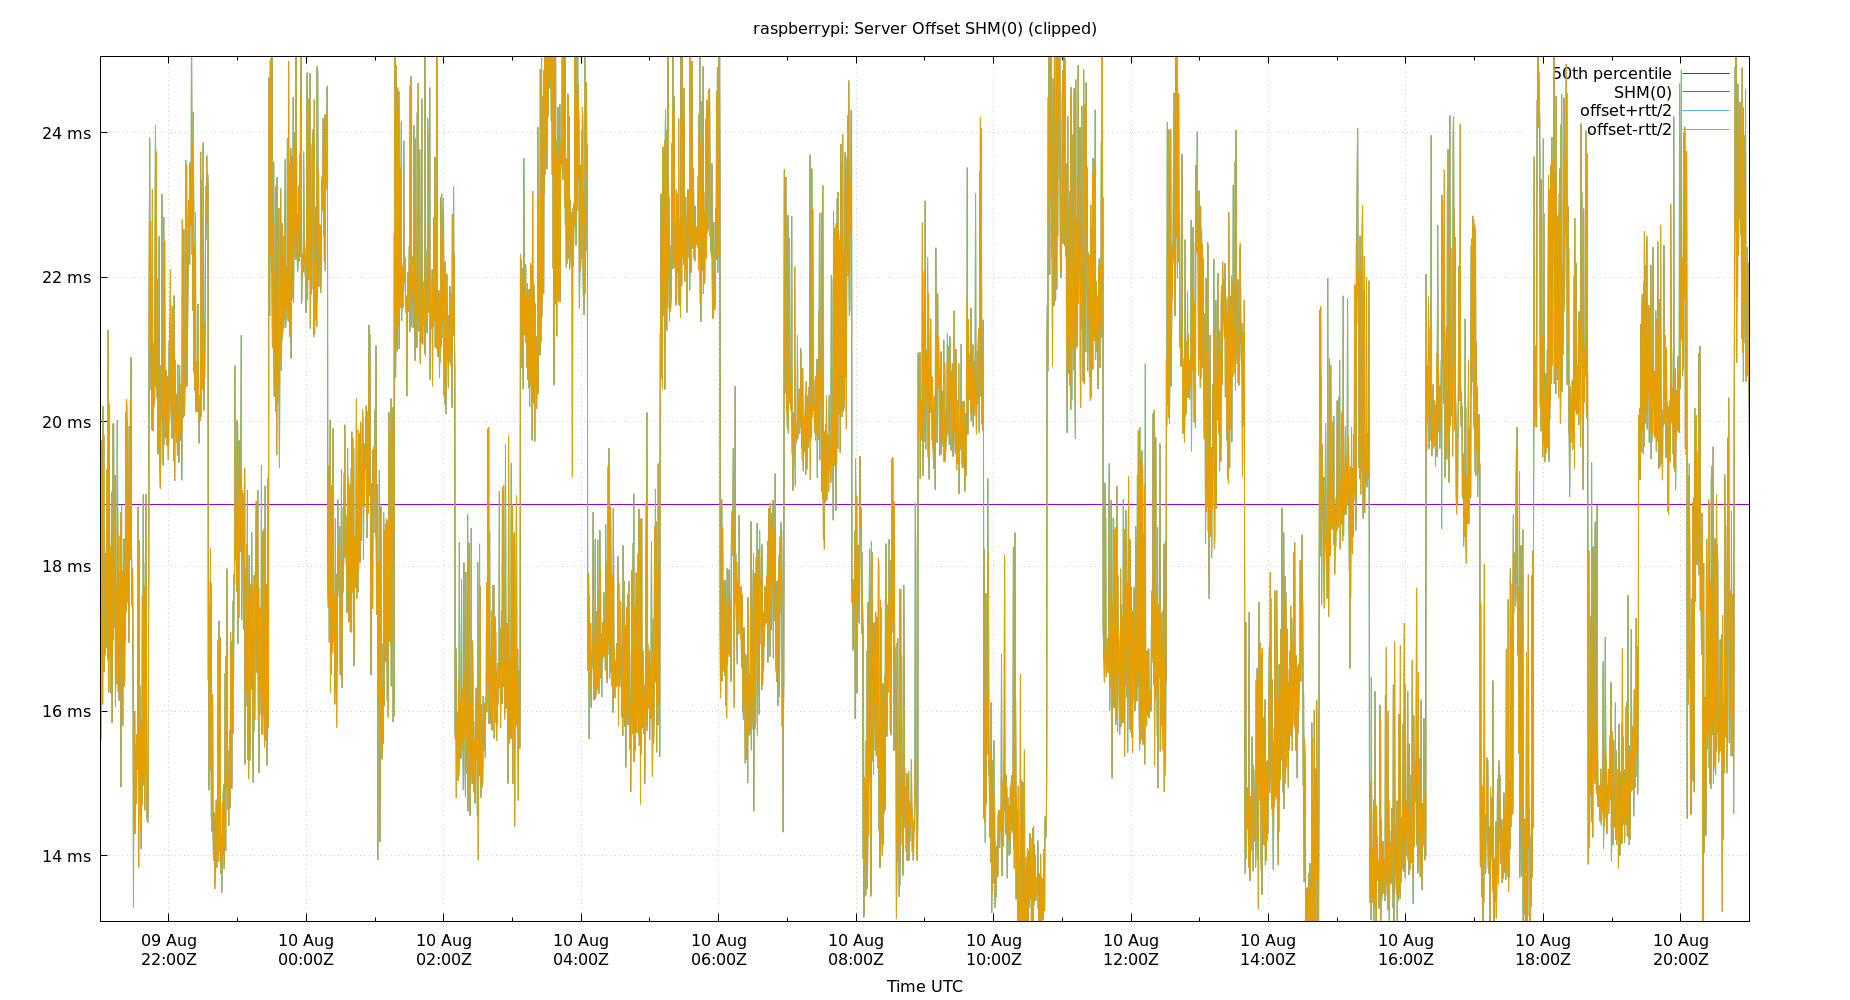 raspberrypi: Server Offset SHM(0) (clipped)
50th percentile
SHM(0)
offset+rtt/2
offset-rtt/2
24 ms
22 ms
20 ms
18 ms
16 ms
14 ms
09 Aug 10 Aug 10 Aug 10 Aug 10 Aug 10 Aug 10 Aug 10 Aug 10 Aug 10 Aug 10 Aug 10 Aug
22:00Z 00:00Z 02:00Z 04:00Z 06:00Z 08:00Z 10:00Z 12:00Z 14:00Z 16:00Z 18:00Z 20:00Z
Time UTC